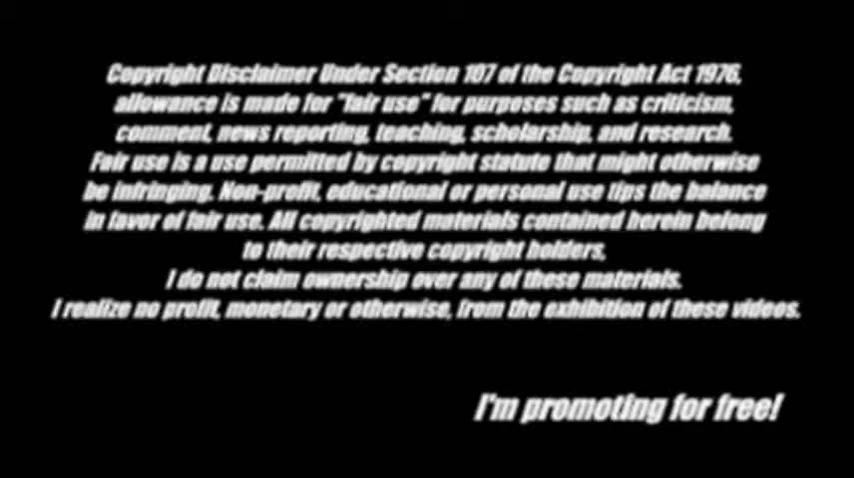 Copyright Disclaimer Under Section 107 of the Copyright Act 1976,
allowance is made for "fair use" for purposes such as criticism,
comment, news reporting, teaching, scholarship, and research.
Fair use is a use permitted by copyright statute that might otherwise
be infringing. Non-profit, educational or personal use tips the balance
in favor of fair use. All copyrighted materials contained herein belong
to their respective copyright holders,
I do not claim ownership over any of these materials.
I realize no profit, monetary or otherwise, from the exhibition of these videos.
I'm promoting for free!